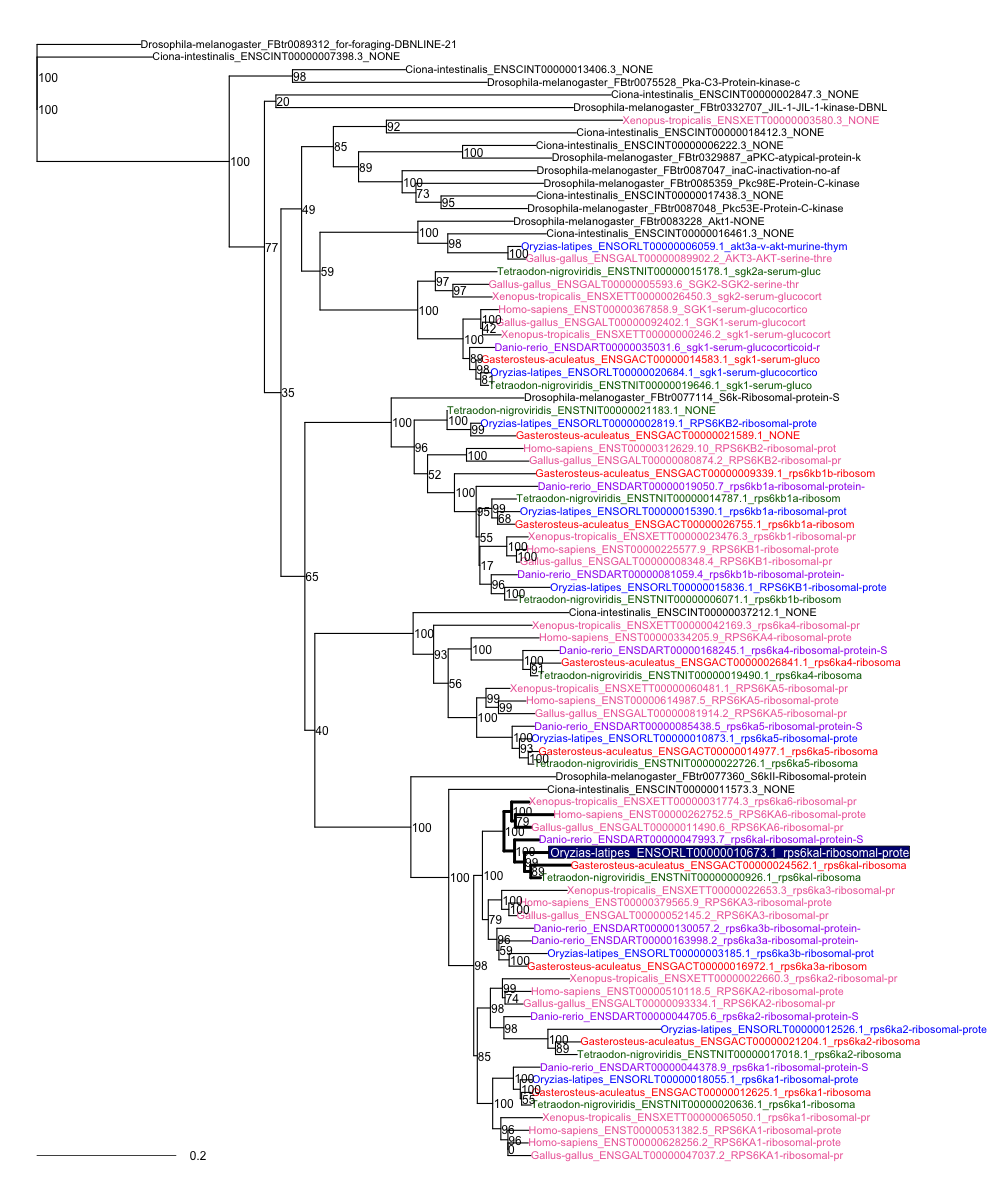 Drosophila-melanogaster_FBtr0089312_for-foraging-DBNLINE-21
Ciona-intestinalis_ENSCINT00000007398.3_NONE
100
Ciona-intestinalis_ENSCINT00000013406.3_NONE
98
Drosophila-melanogaster_FBtr0075528_Pka-C3-Protein-kinase-c
Ciona-intestinalis_ENSCINT00000002847.3_NONE
20
Drosophila-melanogaster_FBtr0332707_JIL-1-JIL-1-kinase-DBNL
100
Xenopus-tropicalis_ENSXETT00000003580.3_NONE
92
Ciona-intestinalis_ENSCINT00000018412.3_NONE
85
Ciona-intestinalis_ENSCINT00000006222.3_NONE
100
Drosophila-melanogaster_FBtr0329887_aPKC-atypical-protein-k
100
89
Drosophila-melanogaster_FBtr0087047_inaC-inactivation-no-af
100
Drosophila-melanogaster_FBtr0085359_Pkc98E-Protein-C-kinase
73
Ciona-intestinalis_ENSCINT00000017438.3_NONE
95
Drosophila-melanogaster_FBtr0087048_Pkc53E-Protein-C-kinase
49
Drosophila-melanogaster_FBtr0083228_Akt1-NONE
100
Ciona-intestinalis_ENSCINT00000016461.3_NONE
98
Oryzias-latipes_ENSORLT00000006059.1_akt3a-v-akt-murine-thym
77
100
Gallus-gallus_ENSGALT00000089902.2_AKT3-AKT-serine-thre
59
Tetraodon-nigroviridis_ENSTNIT00000015178.1_sgk2a-serum-gluc
97
Gallus-gallus_ENSGALT00000005593.6_SGK2-SGK2-serine-thr
97
Xenopus-tropicalis_ENSXETT00000026450.3_sgk2-serum-glucocort
100
Homo-sapiens_ENST00000367858.9_SGK1-serum-glucocortico
100
Gallus-gallus_ENSGALT00000092402.1_SGK1-serum-glucocort
42
Xenopus-tropicalis_ENSXETT00000000246.2_sgk1-serum-glucocort
100
Danio-rerio_ENSDART00000035031.6_sgk1-serum-glucocorticoid-r
89
Gasterosteus-aculeatus_ENSGACT00000014583.1_sgk1-serum-gluco
98
Oryzias-latipes_ENSORLT00000020684.1_sgk1-serum-glucocortico
81
Tetraodon-nigroviridis_ENSTNIT00000019646.1_sgk1-serum-gluco
35
Drosophila-melanogaster_FBtr0077114_S6k-Ribosomal-protein-S
Tetraodon-nigroviridis_ENSTNIT00000021183.1_NONE
100
100
Oryzias-latipes_ENSORLT00000002819.1_RPS6KB2-ribosomal-prote
99
Gasterosteus-aculeatus_ENSGACT00000021589.1_NONE
96
Homo-sapiens_ENST00000312629.10_RPS6KB2-ribosomal-prot
100
Gallus-gallus_ENSGALT00000080874.2_RPS6KB2-ribosomal-pr
52
Gasterosteus-aculeatus_ENSGACT00000009339.1_rps6kb1b-ribosom
100
Danio-rerio_ENSDART00000019050.7_rps6kb1a-ribosomal-protein-
Tetraodon-nigroviridis_ENSTNIT00000014787.1_rps6kb1a-ribosom
99
95
Oryzias-latipes_ENSORLT00000015390.1_rps6kb1a-ribosomal-prot
68
Gasterosteus-aculeatus_ENSGACT00000026755.1_rps6kb1a-ribosom
55
Xenopus-tropicalis_ENSXETT00000023476.3_rps6kb1-ribosomal-pr
100
Homo-sapiens_ENST00000225577.9_RPS6KB1-ribosomal-prote
100
Gallus-gallus_ENSGALT00000008348.4_RPS6KB1-ribosomal-pr
17
Danio-rerio_ENSDART00000081059.4_rps6kb1b-ribosomal-protein-
65
96
Oryzias-latipes_ENSORLT00000015836.1_RPS6KB1-ribosomal-prote
100
Tetraodon-nigroviridis_ENSTNIT00000006071.1_rps6kb1b-ribosom
Ciona-intestinalis_ENSCINT00000037212.1_NONE
Xenopus-tropicalis_ENSXETT00000042169.3_rps6ka4-ribosomal-pr
100
Homo-sapiens_ENST00000334205.9_RPS6KA4-ribosomal-prote
100
93
Danio-rerio_ENSDART00000168245.1_rps6ka4-ribosomal-protein-S
100
Gasterosteus-aculeatus_ENSGACT00000026841.1_rps6ka4-ribosoma
91
Tetraodon-nigroviridis_ENSTNIT00000019490.1_rps6ka4-ribosoma
56
Xenopus-tropicalis_ENSXETT00000060481.1_RPS6KA5-ribosomal-pr
99
Homo-sapiens_ENST00000614987.5_RPS6KA5-ribosomal-prote
99
Gallus-gallus_ENSGALT00000081914.2_RPS6KA5-ribosomal-pr
100
Danio-rerio_ENSDART00000085438.5_rps6ka5-ribosomal-protein-S
40
100
Oryzias-latipes_ENSORLT00000010873.1_rps6ka5-ribosomal-prote
93
Gasterosteus-aculeatus_ENSGACT00000014977.1_rps6ka5-ribosoma
100
Tetraodon-nigroviridis_ENSTNIT00000022726.1_rps6ka5-ribosoma
Drosophila-melanogaster_FBtr0077360_S6kII-Ribosomal-protein
Ciona-intestinalis_ENSCINT00000011573.3_NONE
Xenopus-tropicalis_ENSXETT00000031774.3_rps6ka6-ribosomal-pr
100
Homo-sapiens_ENST00000262752.5_RPS6KA6-ribosomal-prote
79
Gallus-gallus_ENSGALT00000011490.6_RPS6KA6-ribosomal-pr
100
100
Danio-rerio_ENSDART00000047993.7_rps6kal-ribosomal-protein-S
100
Oryzias-latipes_ENSORLT00000010673.1_rps6kal-ribosomal-prote
99
Gasterosteus-aculeatus_ENSGACT00000024562.1_rps6kal-ribosoma
89
Tetraodon-nigroviridis_ENSTNIT00000000926.1_rps6kal-ribosoma
100
100
Xenopus-tropicalis_ENSXETT00000022653.3_rps6ka3-ribosomal-pr
100
Homo-sapiens_ENST00000379565.9_RPS6KA3-ribosomal-prote
100
Gallus-gallus_ENSGALT00000052145.2_RPS6KA3-ribosomal-pr
79
Danio-rerio_ENSDART00000130057.2_rps6ka3b-ribosomal-protein-
96
Danio-rerio_ENSDART00000163998.2_rps6ka3a-ribosomal-protein-
59
Oryzias-latipes_ENSORLT00000003185.1_rps6ka3b-ribosomal-prot
100
Gasterosteus-aculeatus_ENSGACT00000016972.1_rps6ka3a-ribosom
98
Xenopus-tropicalis_ENSXETT00000022660.3_rps6ka2-ribosomal-pr
99
Homo-sapiens_ENST00000510118.5_RPS6KA2-ribosomal-prote
74
Gallus-gallus_ENSGALT00000093334.1_RPS6KA2-ribosomal-pr
98
Danio-rerio_ENSDART00000044705.6_rps6ka2-ribosomal-protein-S
98
Oryzias-latipes_ENSORLT00000012526.1_rps6ka2-ribosomal-prote
100
Gasterosteus-aculeatus_ENSGACT00000021204.1_rps6ka2-ribosoma
89
Tetraodon-nigroviridis_ENSTNIT00000017018.1_rps6ka2-ribosoma
85
Danio-rerio_ENSDART00000044378.9_rps6ka1-ribosomal-protein-S
100
Oryzias-latipes_ENSORLT00000018055.1_rps6ka1-ribosomal-prote
100
Gasterosteus-aculeatus_ENSGACT00000012625.1_rps6ka1-ribosoma
55
Tetraodon-nigroviridis_ENSTNIT00000020636.1_rps6ka1-ribosoma
100
Xenopus-tropicalis_ENSXETT00000065050.1_rps6ka1-ribosomal-pr
96
Homo-sapiens_ENST00000531382.5_RPS6KA1-ribosomal-prote
96
Homo-sapiens_ENST00000628256.2_RPS6KA1-ribosomal-prote
0
Gallus-gallus_ENSGALT00000047037.2_RPS6KA1-ribosomal-pr
0.2